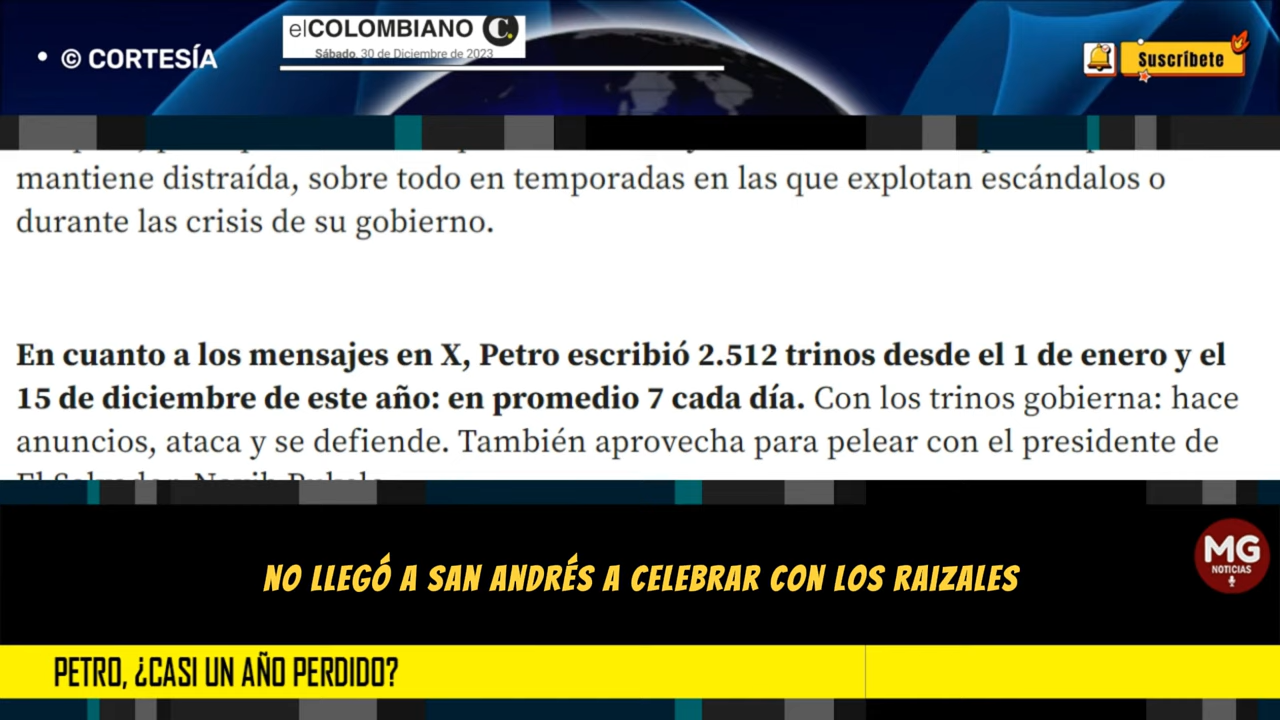 elCOLOMBIANO C.
Sábado, 30 de Diciembre de 2023
• © CORTESÍA
Suscríbete
mantiene distraída, sobre todo en temporadas en las que explotan escándalos o
durante las crisis de su gobierno.
En cuanto a los mensajes en X, Petro escribió 2.512 trinos desde el 1 de enero y el
15 de diciembre de este año: en promedio 7 cada día. Con los trinos gobierna: hace
anuncios, ataca y se defiende. También aprovecha para pelear con el presidente de
NO LLEGÓ A SAN ANDRÉS A CELEBRAR CON LOS RAIZALES
MG
NOTICIAS
PETRO, ¿CASI UN AÑO PERDIDO?